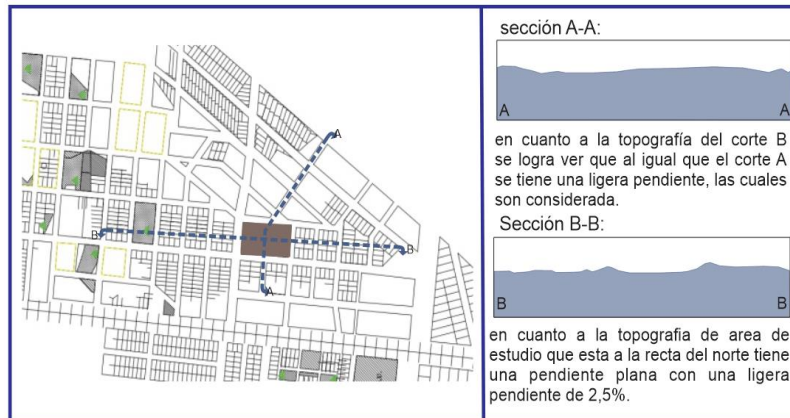 A
B
B
A
sección A-A:
A A
en cuanto a la topografía del corte B
se logra ver que al igual que el corte A
se tiene una ligera pendiente, las cuales
son considerada.
Sección B-B:
B B
en cuanto a la topografia de area de
estudio que esta a la recta del norte tiene
una pendiente plana con una ligera
pendiente de 2,5%.